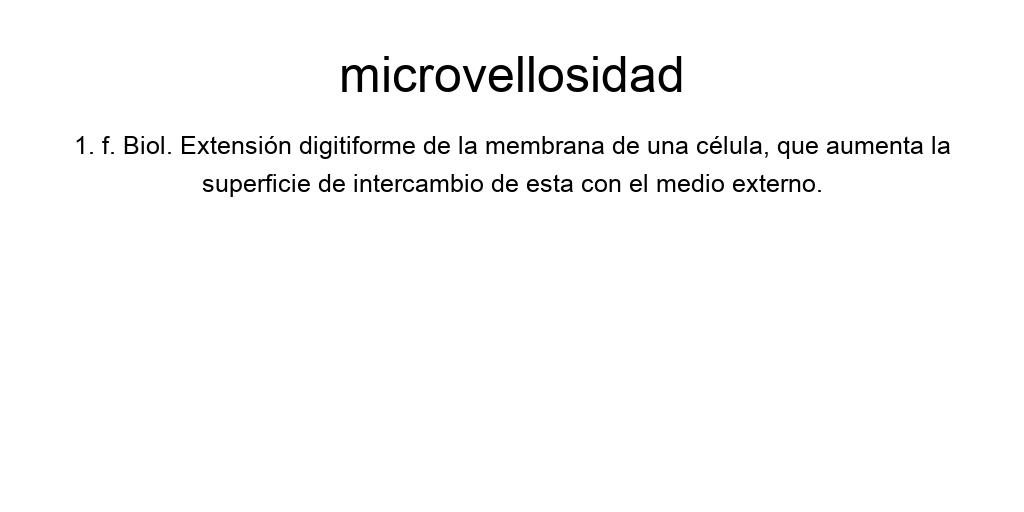 microvellosidad
1. f. Biol. Extensión digitiforme de la membrana de una célula, que aumenta la
superficie de intercambio de esta con el medio externo.